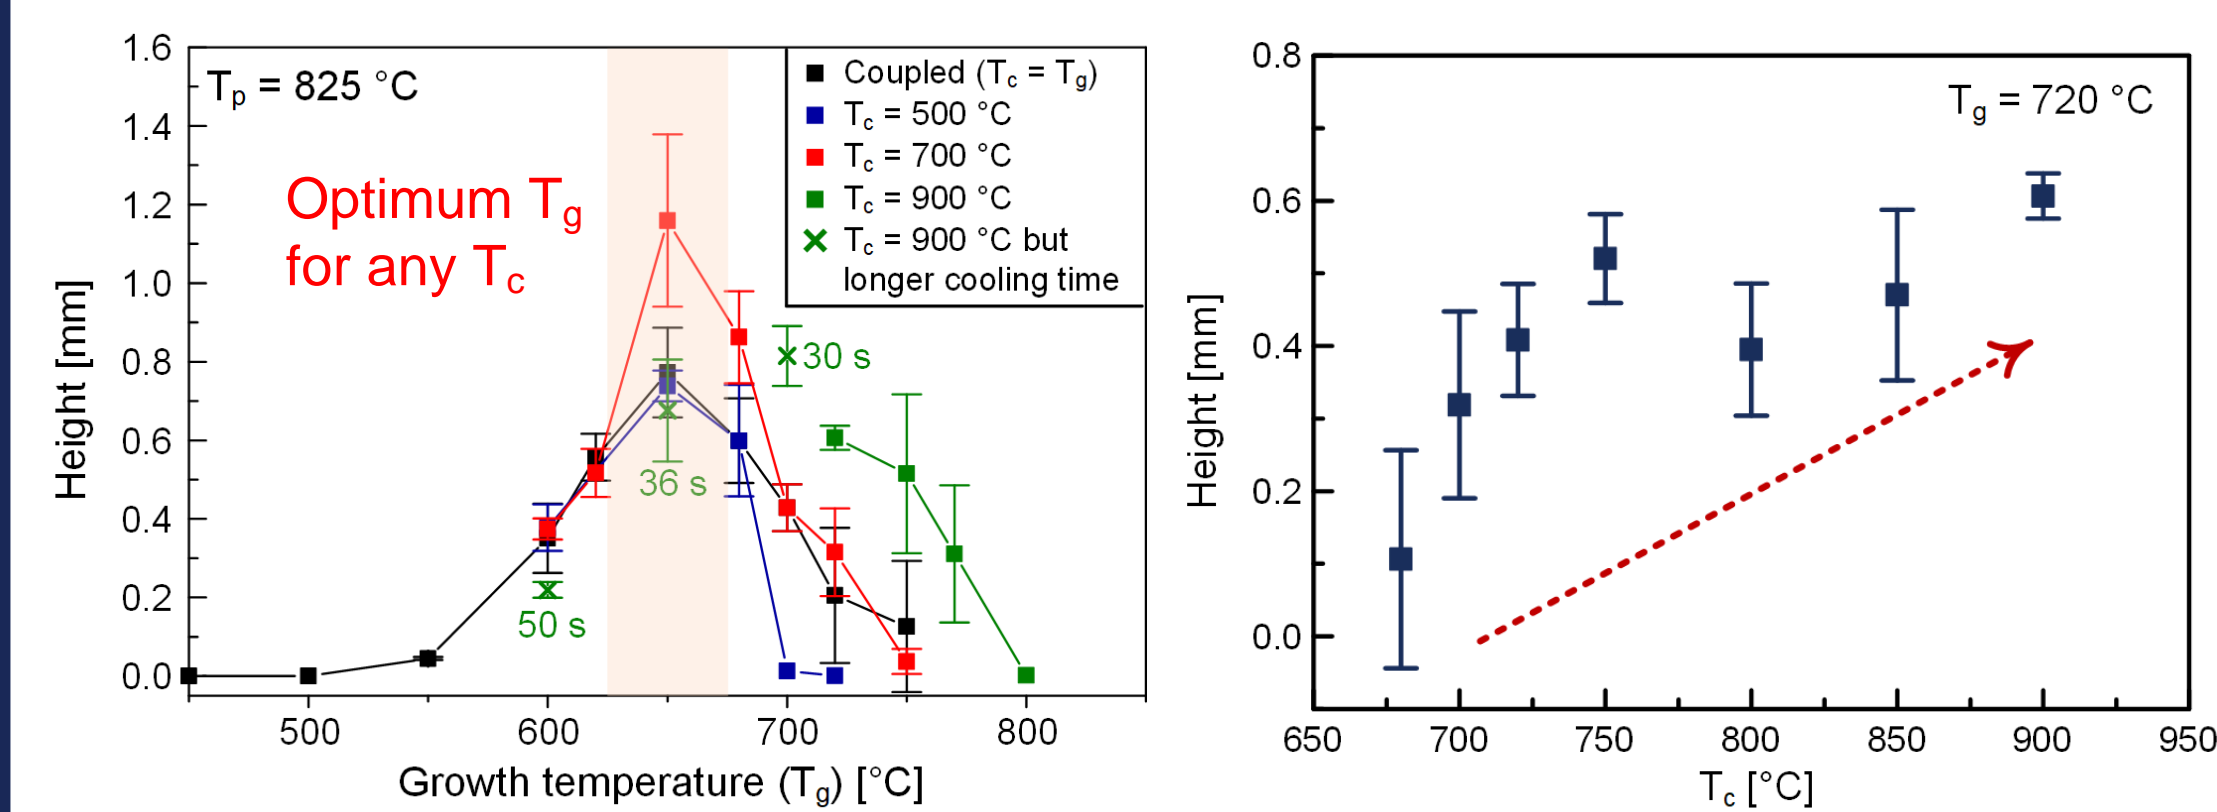 1.6
1.4
1.2
1.0
0.8
0.6
0.4
0.2
0.0
Height [mm]
Tp = 825 °C
Optimum Tg
for any Tc
Coupled (Tc = Tg)
Tc = 500 °C
Tc = 700 °C
Tc = 900 °C
Tc = 900 °C but
longer cooling time
30 s
36 s
50 s
500 600 700 800
Growth temperature (Tg) [°C]
0.8
0.6
0.4
0.2
0.0
Height [mm]
Tg = 720 °C
650 700 750 800 850 900 950
Tc [°C]